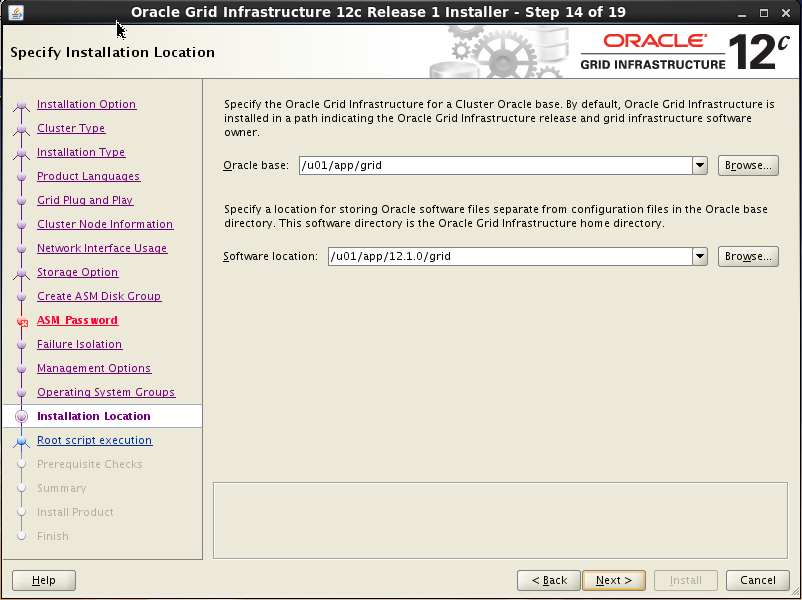 Oracle Grid Infrastructure 12c Release 1 Installer - Step 14 of 19
Specify Installation Location
ORACLE
GRID INFRASTRUCTURE
12c
Installation Option
Cluster Type
Installation Type
Product Languages
Grid Plug and Play
Cluster Node Information
Network Interface Usage
Storage Option
Create ASM Disk Group
ASM Password
Failure Isolation
Management Options
Operating System Groups
Installation Location
Root script execution
Prerequisite Checks
Summary
Install Product
Finish
Specify the Oracle Grid Infrastructure for a Cluster Oracle base. By default, Oracle Grid Infrastructure is
installed in a path indicating the Oracle Grid Infrastructure release and grid infrastructure software
owner.
Oracle base: /u01/app/grid Browse...
Specify a location for storing Oracle software files separate from configuration files in the Oracle base
directory. This software directory is the Oracle Grid Infrastructure home directory.
Software location: /u01/app/12.1.0/grid Browse...
Help < Back Next > Install Cancel